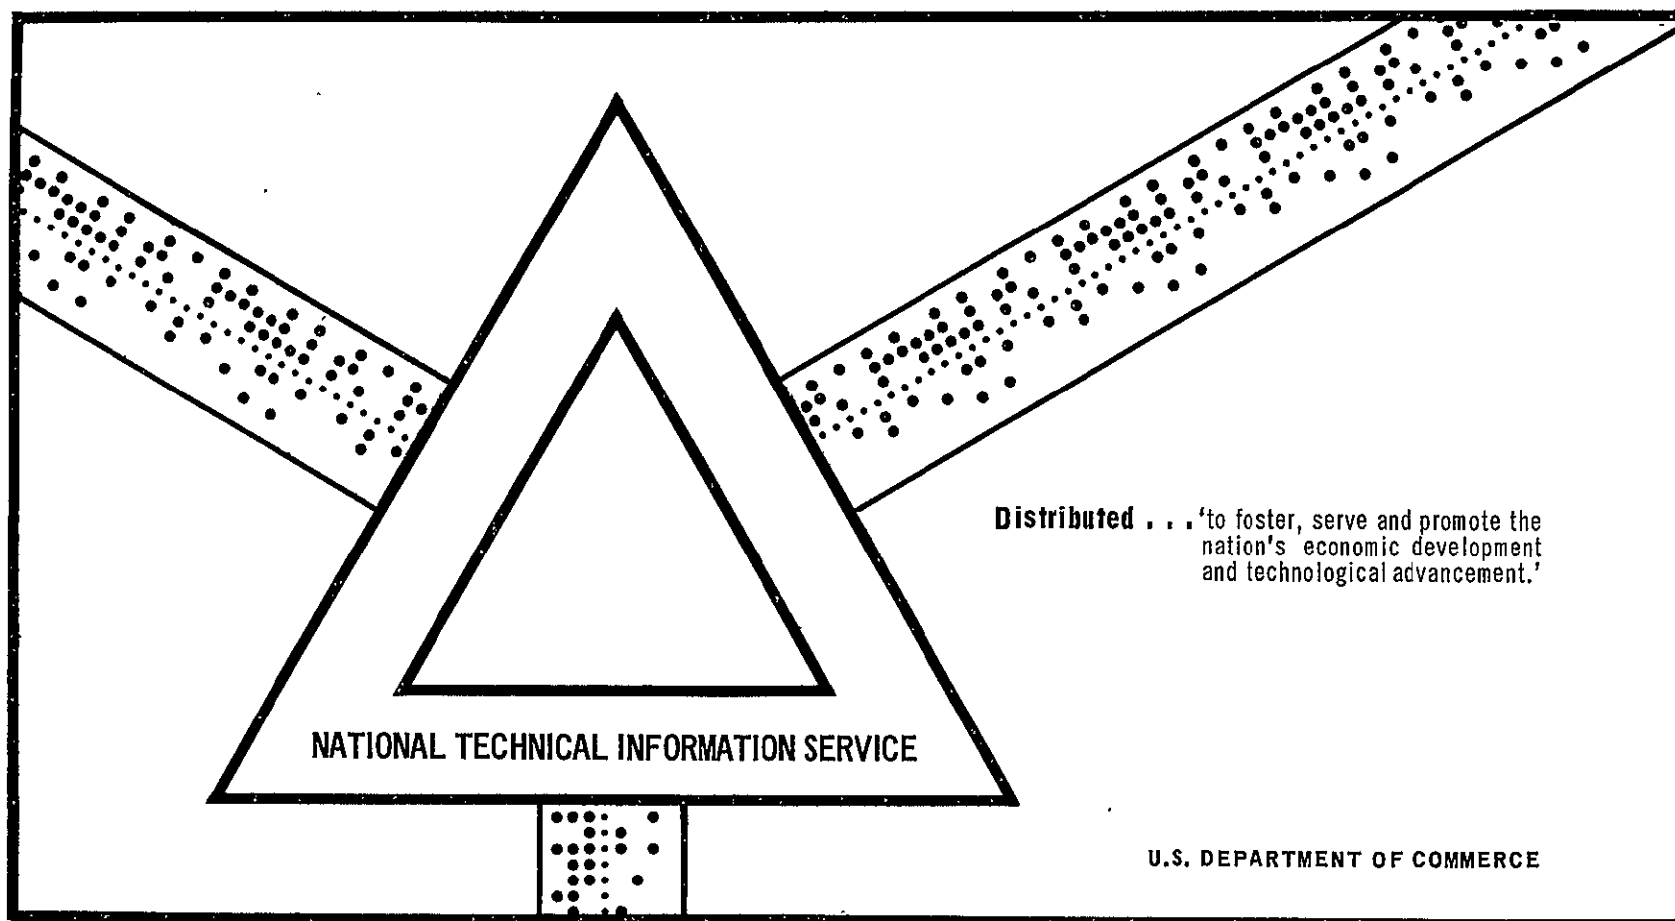 Distributed . . . 'to foster, serve and promote the
nation's economic development
and technological advancement.'
NATIONAL TECHNICAL INFORMATION SERVICE
U.S. DEPARTMENT OF COMMERCE